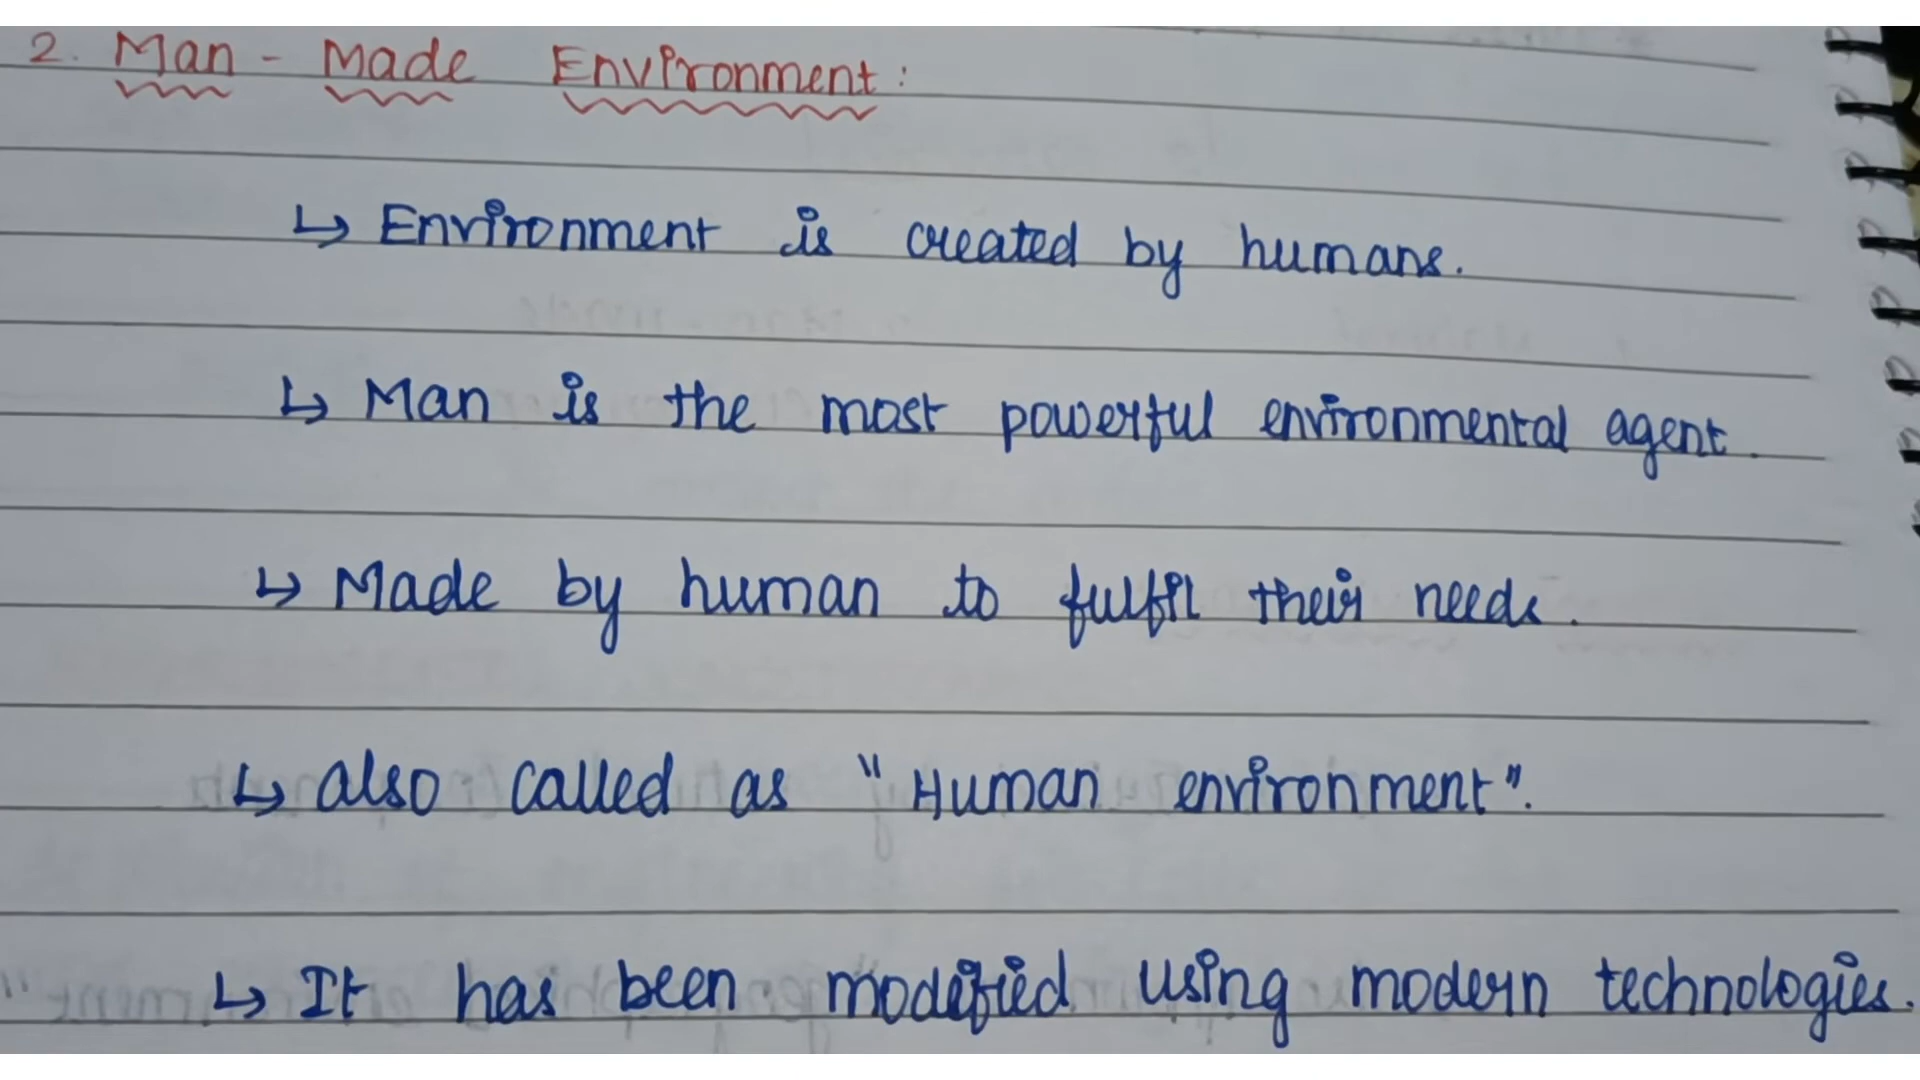 2. Man - Made Environment:
↳ Environment is created by humans.
↳ Man is the most powerful environmental agent.
↳ Made by human to fulfil their needs.
↳ also called as "Human environment".
↳ It has been modified using modern technologies.